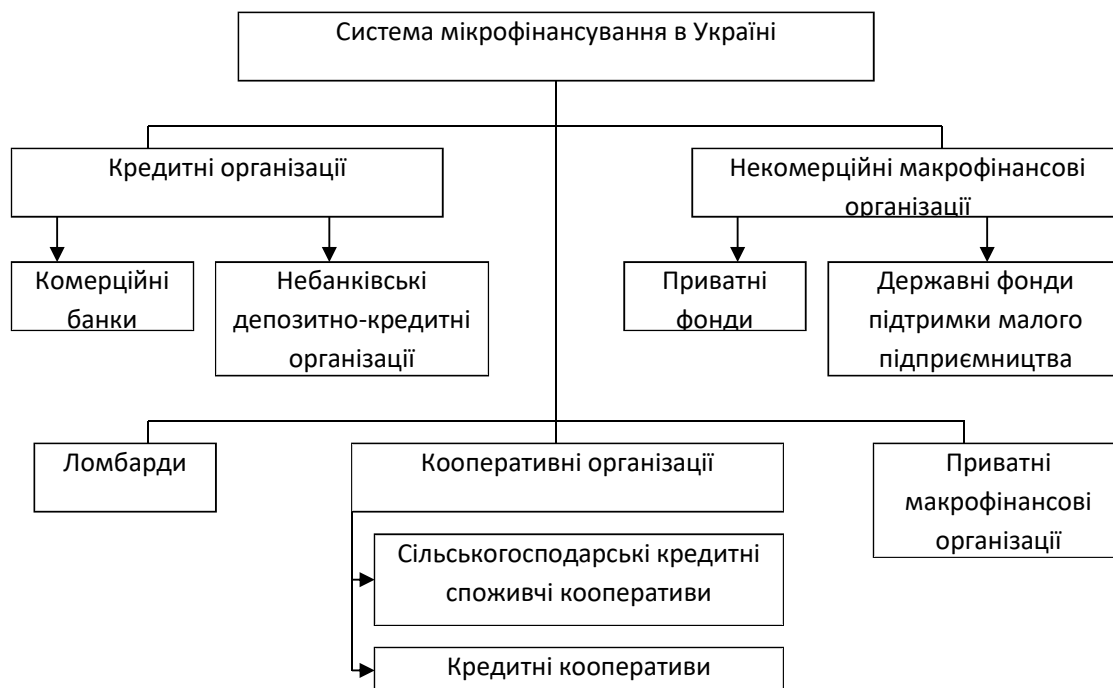 Система мікрофінансування в Україні
Кредитні організації
Некомерційні макрофінансові
організації
Комерційні
банки
Небанківські
депозитно-кредитні
організації
Приватні
фонди
Державні фонди
підтримки малого
підприємництва
Ломбарди
Кооперативні організації
Приватні
макрофінансові
організації
Сільськогосподарські кредитні
споживчі кооперативи
Кредитні кооперативи